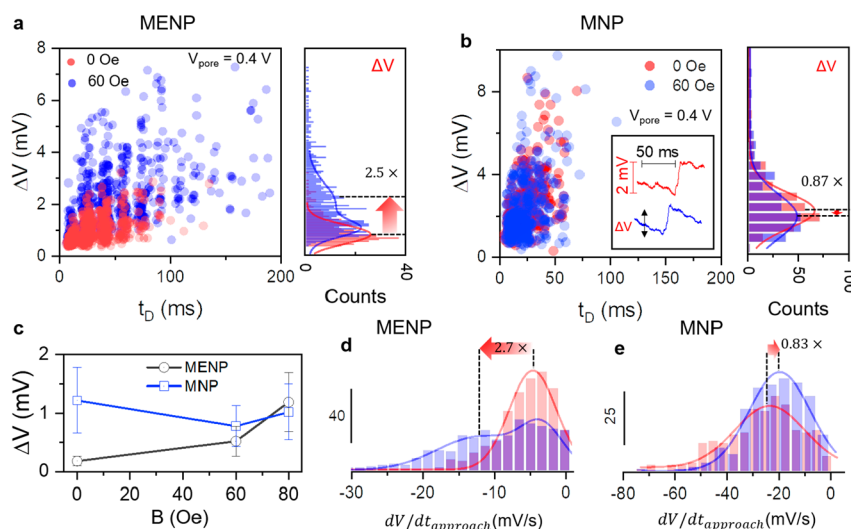 a
MENP
0 Oe
60 Oe
V_pore = 0.4 V
ΔV (mV)
8
6
4
2
0
0
50
100
150
200
t_D (ms)
ΔV
2.5 ×
0
40
Counts
b
MNP
0 Oe
60 Oe
V_pore = 0.4 V
50 ms
2 mV
ΔV
ΔV (mV)
8
4
0
0
50
100
150
200
t_D (ms)
ΔV
0.87 ×
0
50
100
Counts
c
MENP
MNP
ΔV (mV)
2
1
0
0
20
40
60
80
B (Oe)
d
MENP
2.7 ×
40
-30
-20
-10
0
dV/dt_approach(mV/s)
e
MNP
0.83 ×
25
-80
-60
-40
-20
0
dV/dt_approach(mV/s)